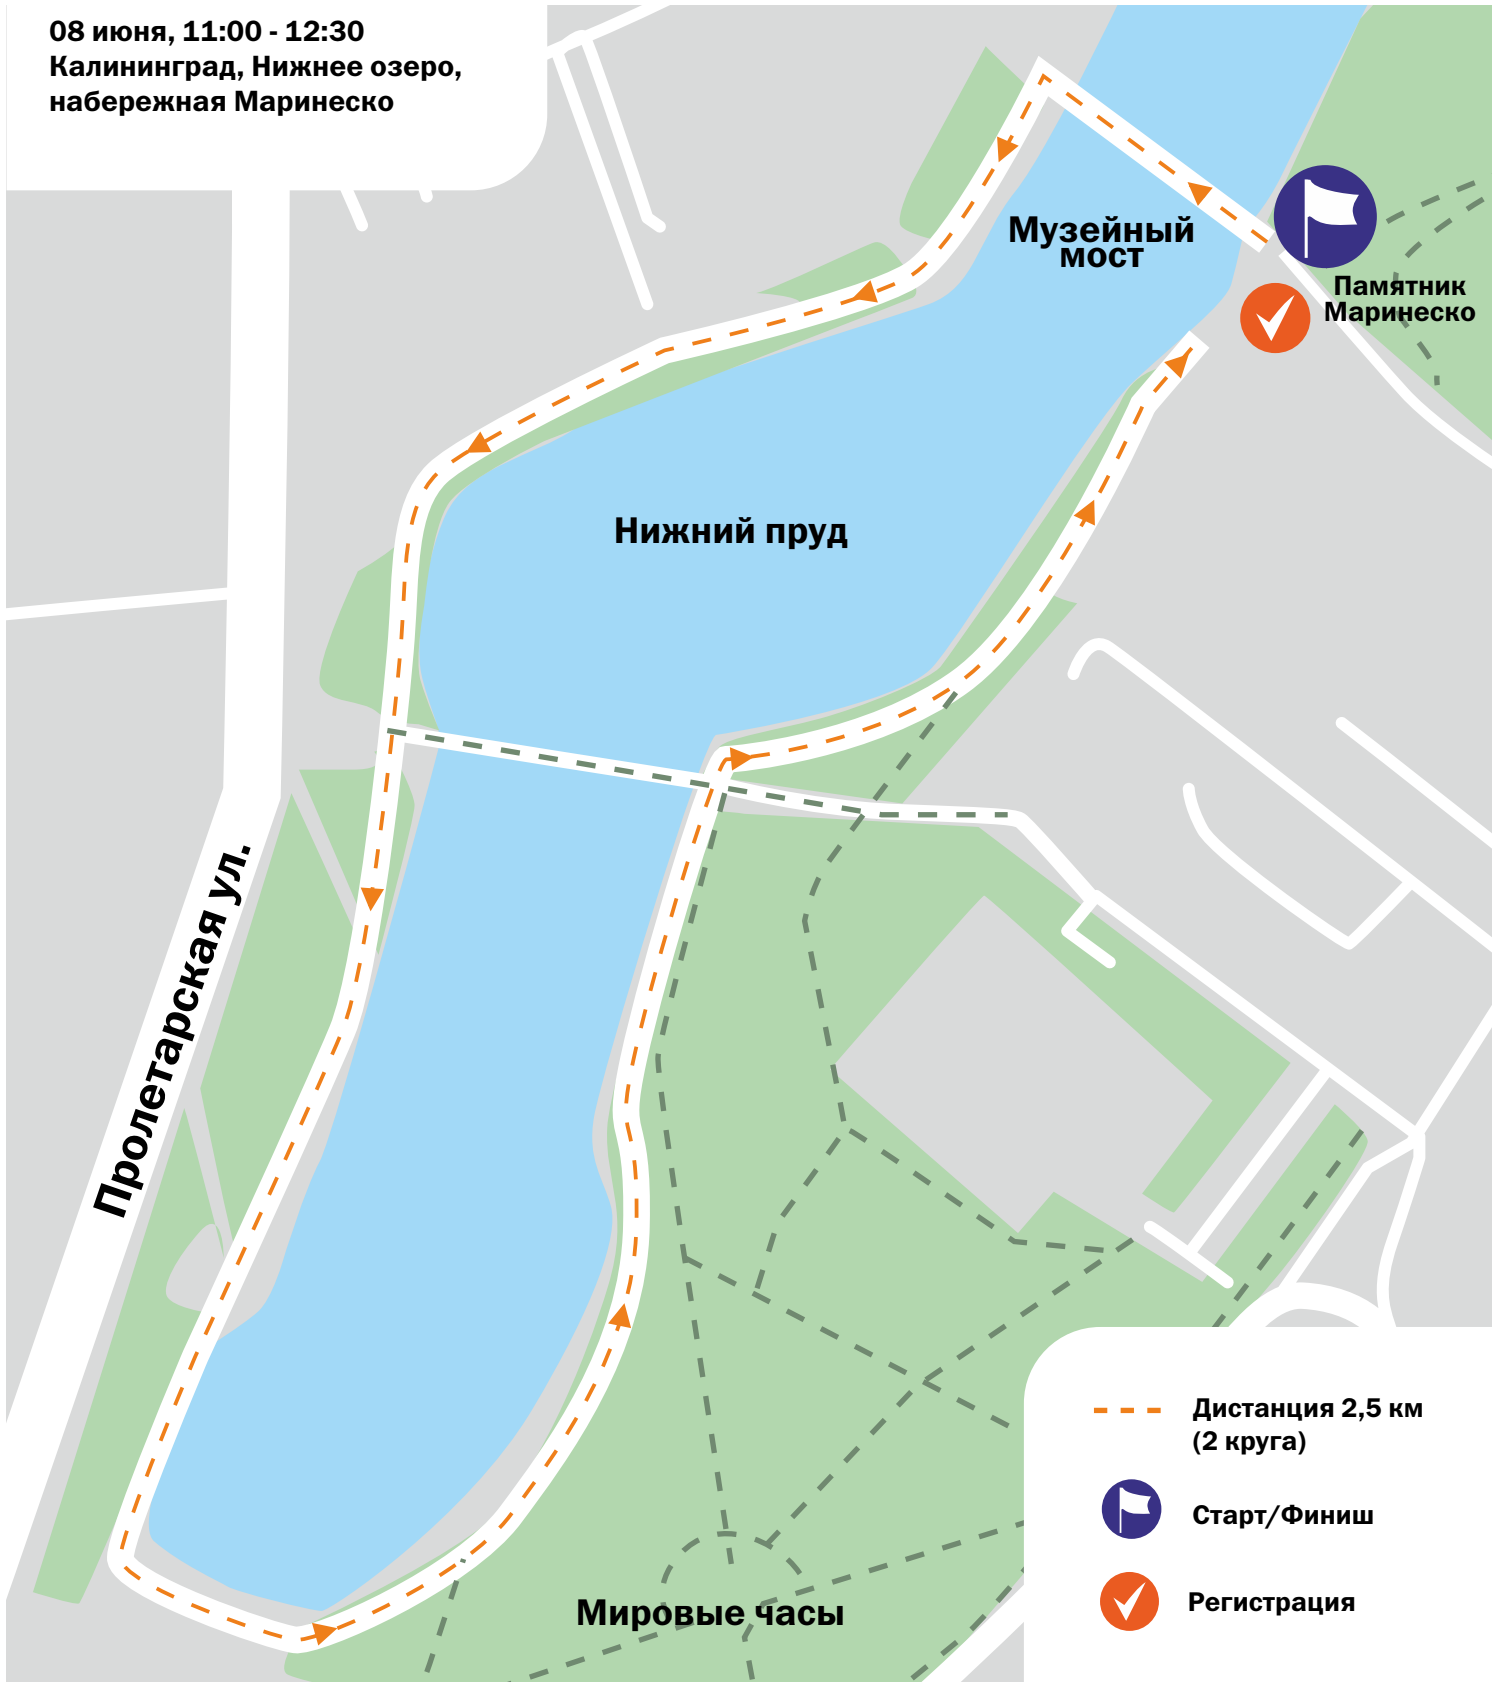 08 июня, 11:00 - 12:30
Калининград, Нижнее озеро,
набережная Маринеско
Музейный
мост
Памятник
Маринеско
Нижний пруд
Пролетарская ул.
Дистанция 2,5 км
(2 круга)
Старт/Финиш
Регистрация
Мировые часы